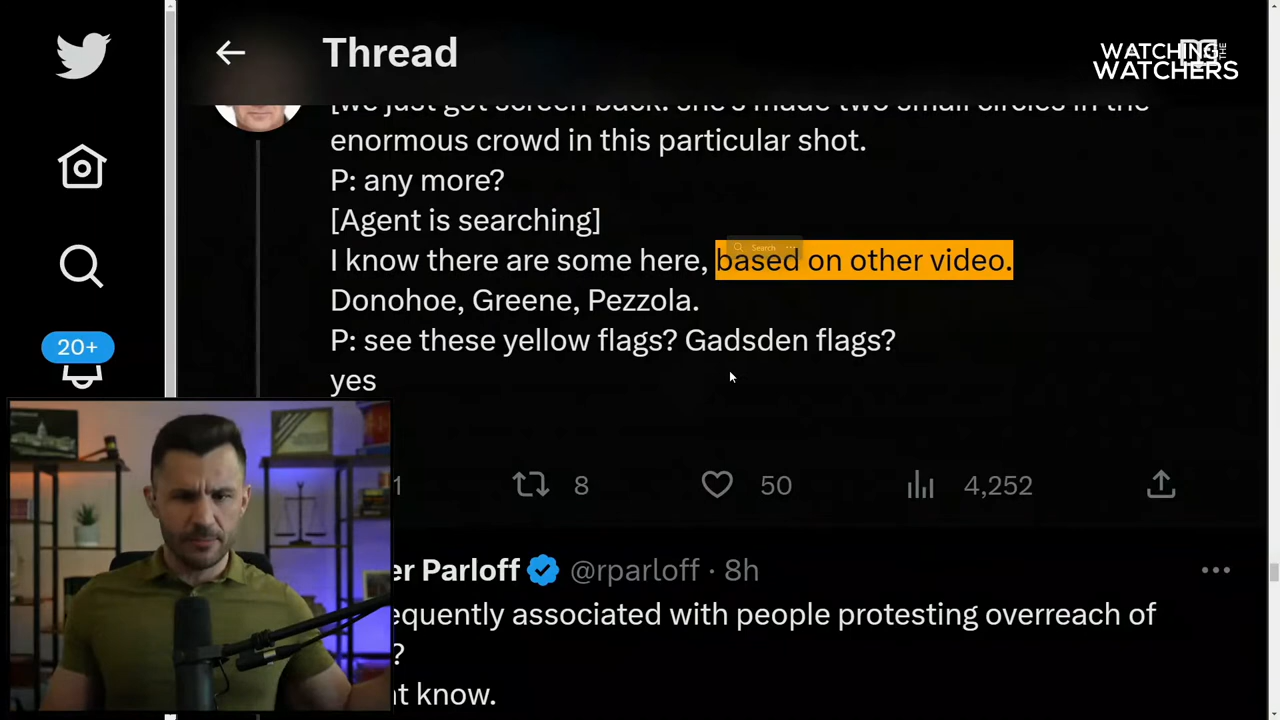 Thread
WATCHING THE
WATCHERS
[we just got screen back. she's made two small circles in the
enormous crowd in this particular shot.
P: any more?
[Agent is searching]
Search
I know there are some here, based on other video.
Donohoe, Greene, Pezzola.
P: see these yellow flags? Gadsden flags?
yes
20+
1
8
50
4,252
er Parloff @rparloff · 8h
equently associated with people protesting overreach of
?
t know.